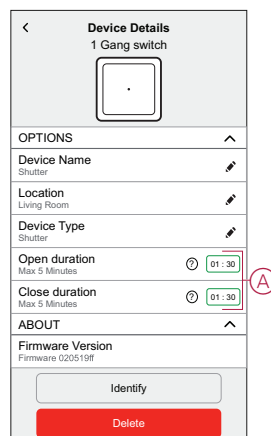 Device Details
1 Gang switch
OPTIONS
Device Name
Shutter
Location
Living Room
Device Type
Shutter
Open duration
Max 5 Minutes
? 01 : 30
Close duration
Max 5 Minutes
? 01 : 30
A
ABOUT
Firmware Version
Firmware 020519ff
Identify
Delete